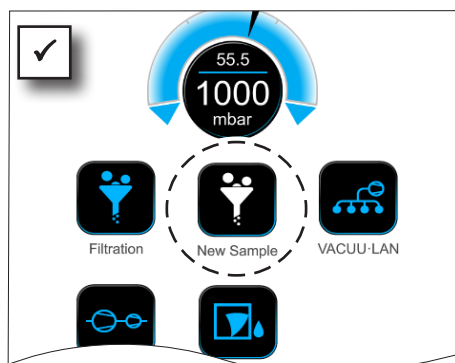 55.5
1000
mbar
Filtration
New Sample
VACUU·LAN